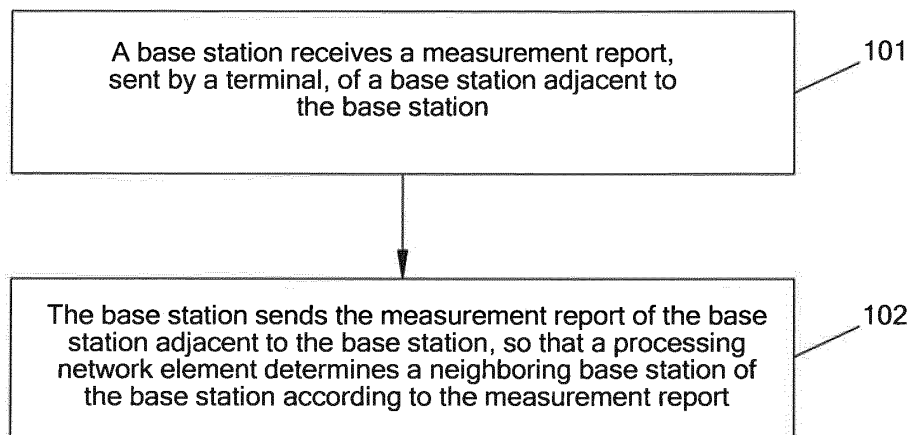 A base station receives a measurement report,
sent by a terminal, of a base station adjacent to
the base station
101
The base station sends the measurement report of the base
station adjacent to the base station, so that a processing
network element determines a neighboring base station of
the base station according to the measurement report
102